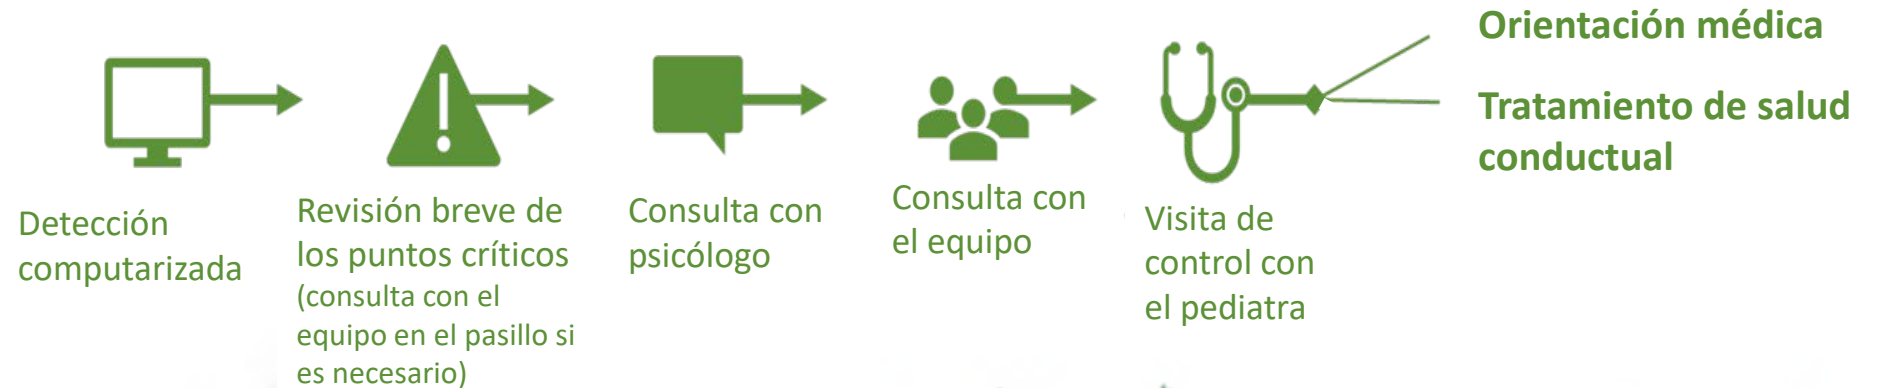 Detección
computarizada
Revisión breve de
los puntos críticos
(consulta con el
equipo en el pasillo si
es necesario)
Consulta con
psicólogo
Consulta con
el equipo
Visita de
control con
el pediatra
Orientación médica
Tratamiento de salud
conductual